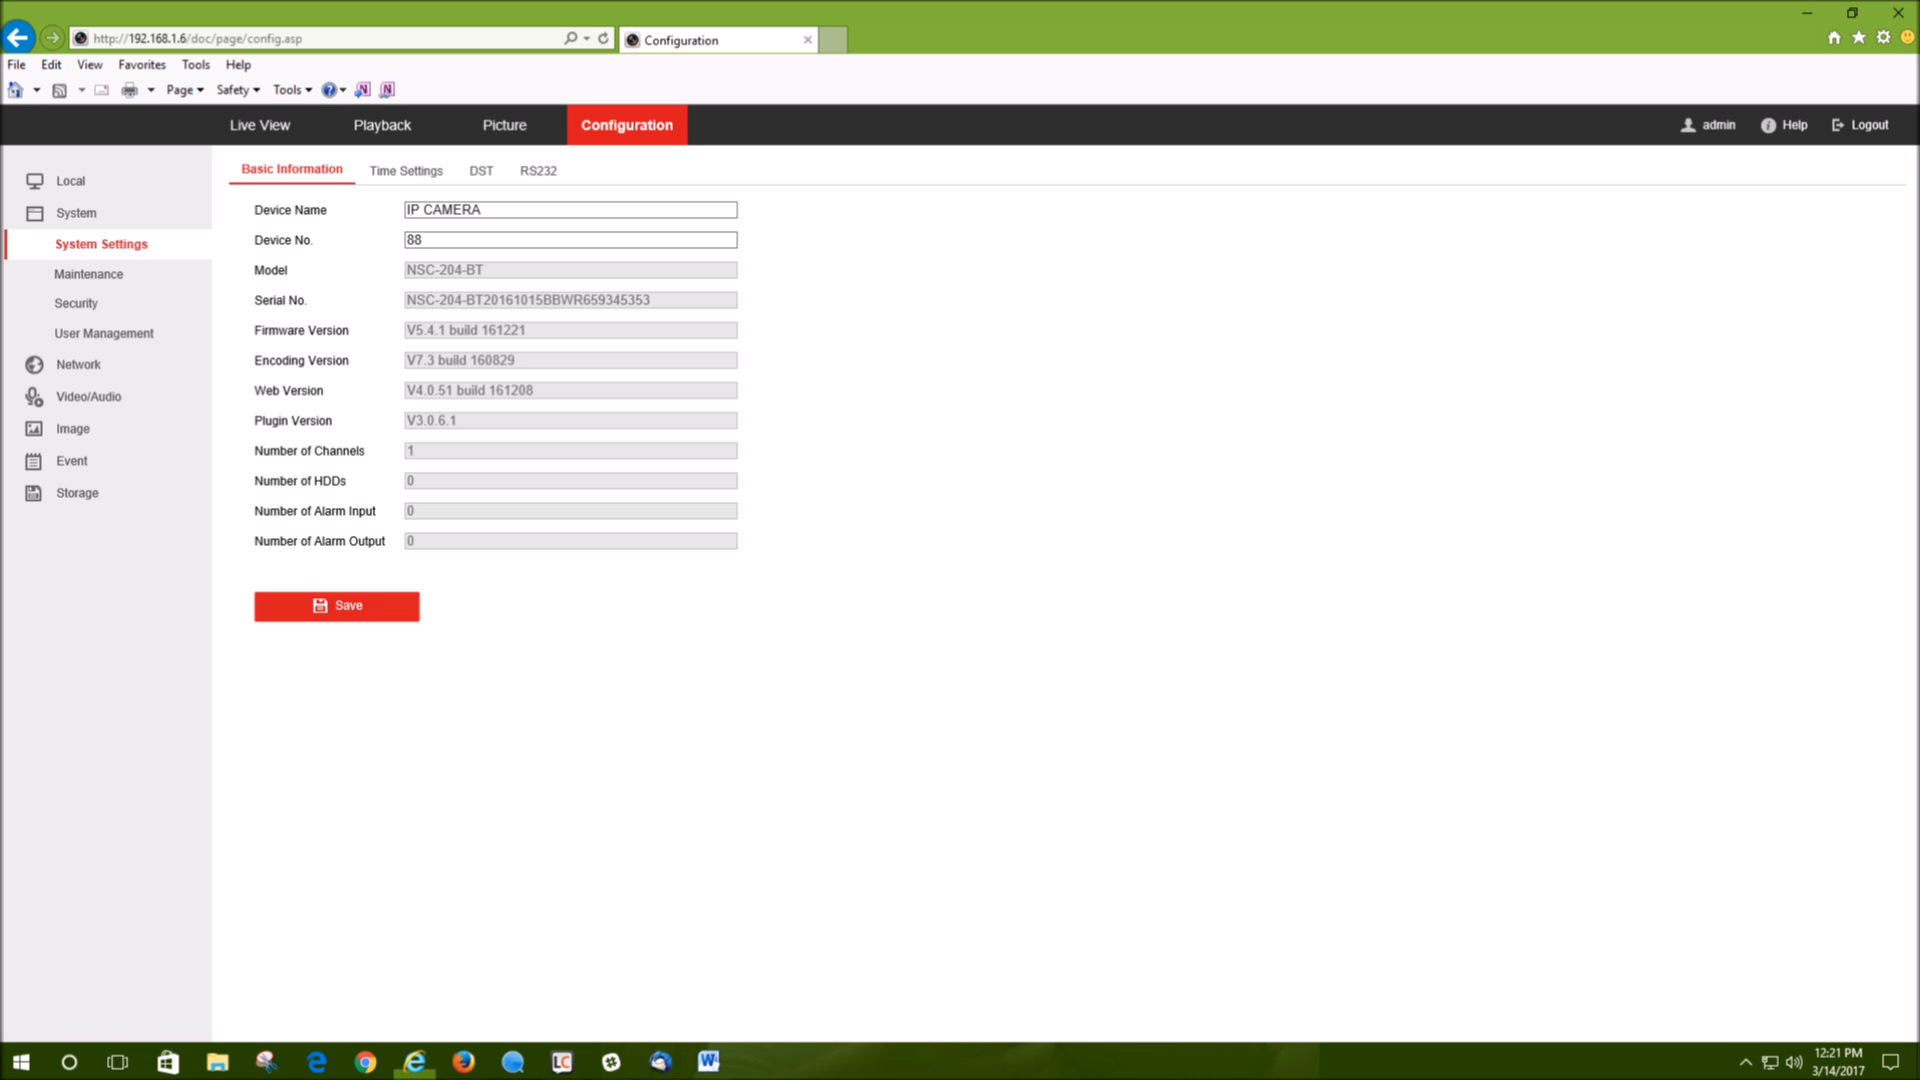 http://192.168.1.6/doc/page/config.asp
Configuration
File Edit View Favorites Tools Help
Page Safety Tools
Live View Playback Picture Configuration admin Help Logout
Basic Information Time Settings DST RS232
Local
System
System Settings
Maintenance
Security
User Management
Network
Video/Audio
Image
Event
Storage
Device Name IP CAMERA
Device No. 88
Model NSC-204-BT
Serial No. NSC-204-BT20161015BBWR659345353
Firmware Version V5.4.1 build 161221
Encoding Version V7.3 build 160829
Web Version V4.0.51 build 161208
Plugin Version V3.0.6.1
Number of Channels 1
Number of HDDs 0
Number of Alarm Input 0
Number of Alarm Output 0
Save
LC
12:21 PM
3/14/2017